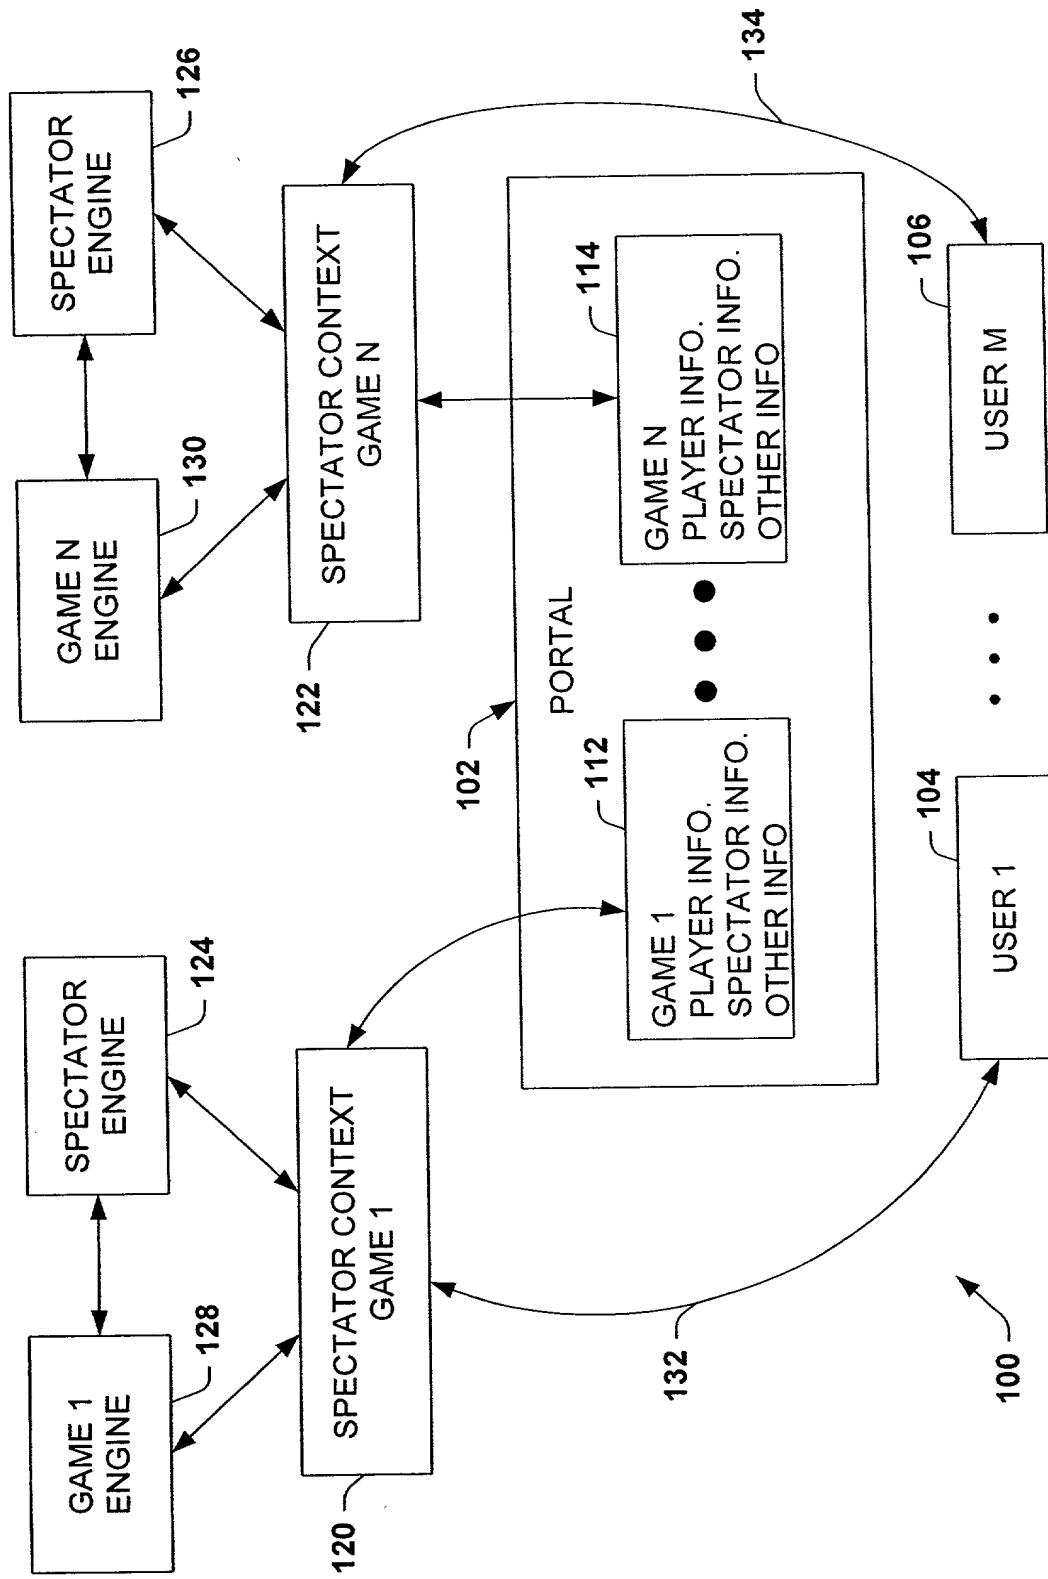 GAME 1
ENGINE
128
SPECTATOR
ENGINE
124
GAME N
ENGINE
130
SPECTATOR
ENGINE
126
120
SPECTATOR CONTEXT
GAME 1
122
SPECTATOR CONTEXT
GAME N
102
PORTAL
112
GAME 1
PLAYER INFO.
SPECTATOR INFO.
OTHER INFO
114
GAME N
PLAYER INFO.
SPECTATOR INFO.
OTHER INFO
132
134
104
USER 1
106
USER M
100